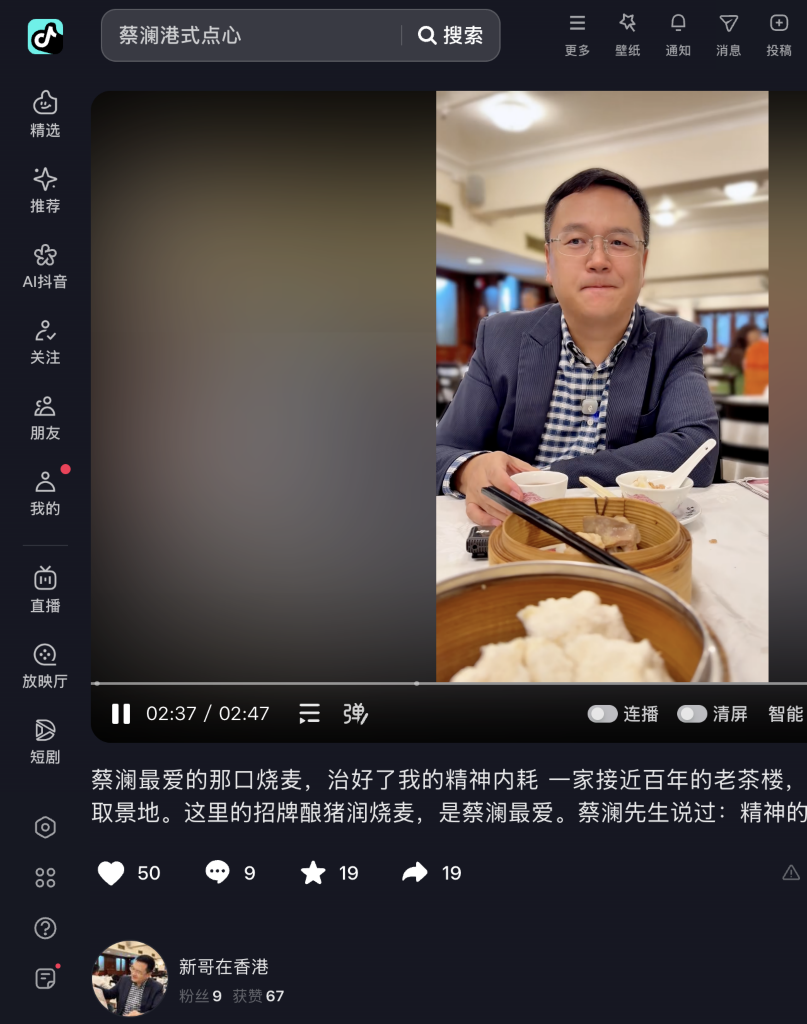 蔡澜港式点心
搜索
更多
壁纸
通知
消息
投稿
精选
推荐
AI抖音
关注
朋友
我的
直播
放映厅
短剧
02:37 / 02:47
弹
连播
清屏
智能
蔡澜最爱的那口烧麦，治好了我的精神内耗 一家接近百年的老茶楼，
取景地。这里的招牌酿猪润烧麦，是蔡澜最爱。蔡澜先生说过：精神的
50
9
19
19
新哥在香港
粉丝 9 获赞 67